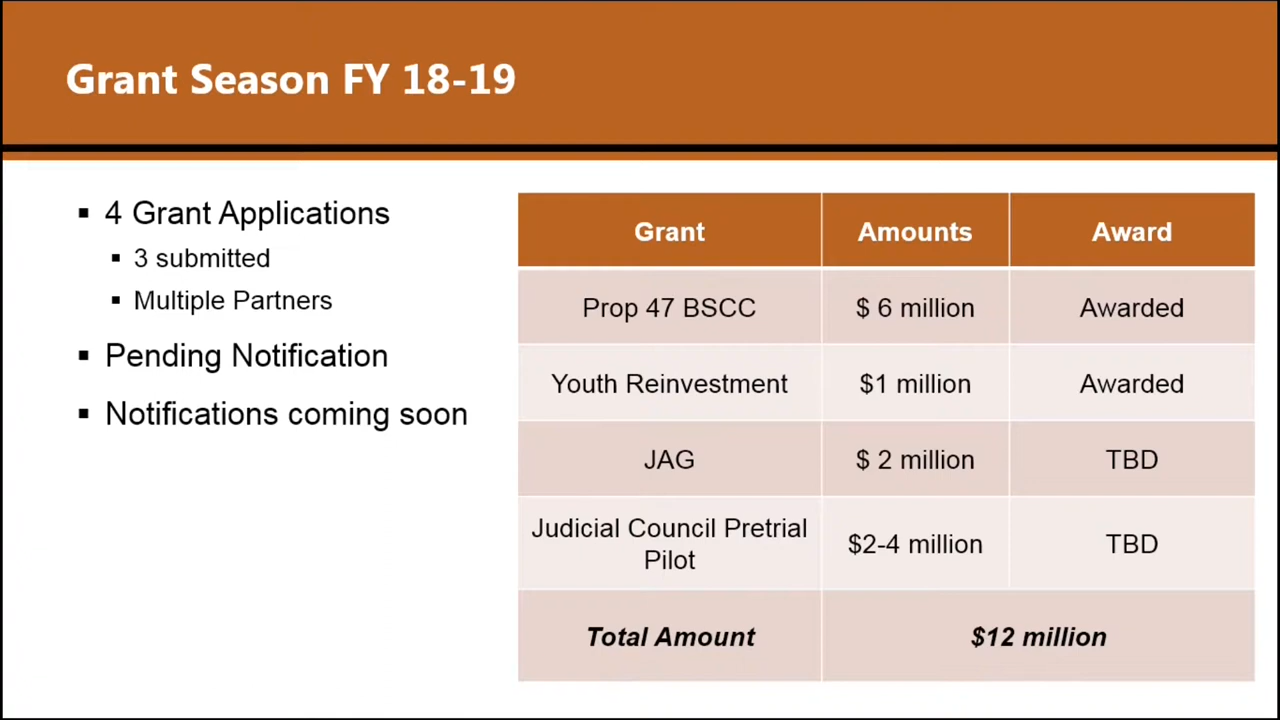 Grant Season FY 18-19
▪ 4 Grant Applications
▪ 3 submitted
▪ Multiple Partners
▪ Pending Notification
▪ Notifications coming soon
Grant Amounts Award
Prop 47 BSCC $ 6 million Awarded
Youth Reinvestment $1 million Awarded
JAG $ 2 million TBD
Judicial Council Pretrial
Pilot $2-4 million TBD
Total Amount $12 million